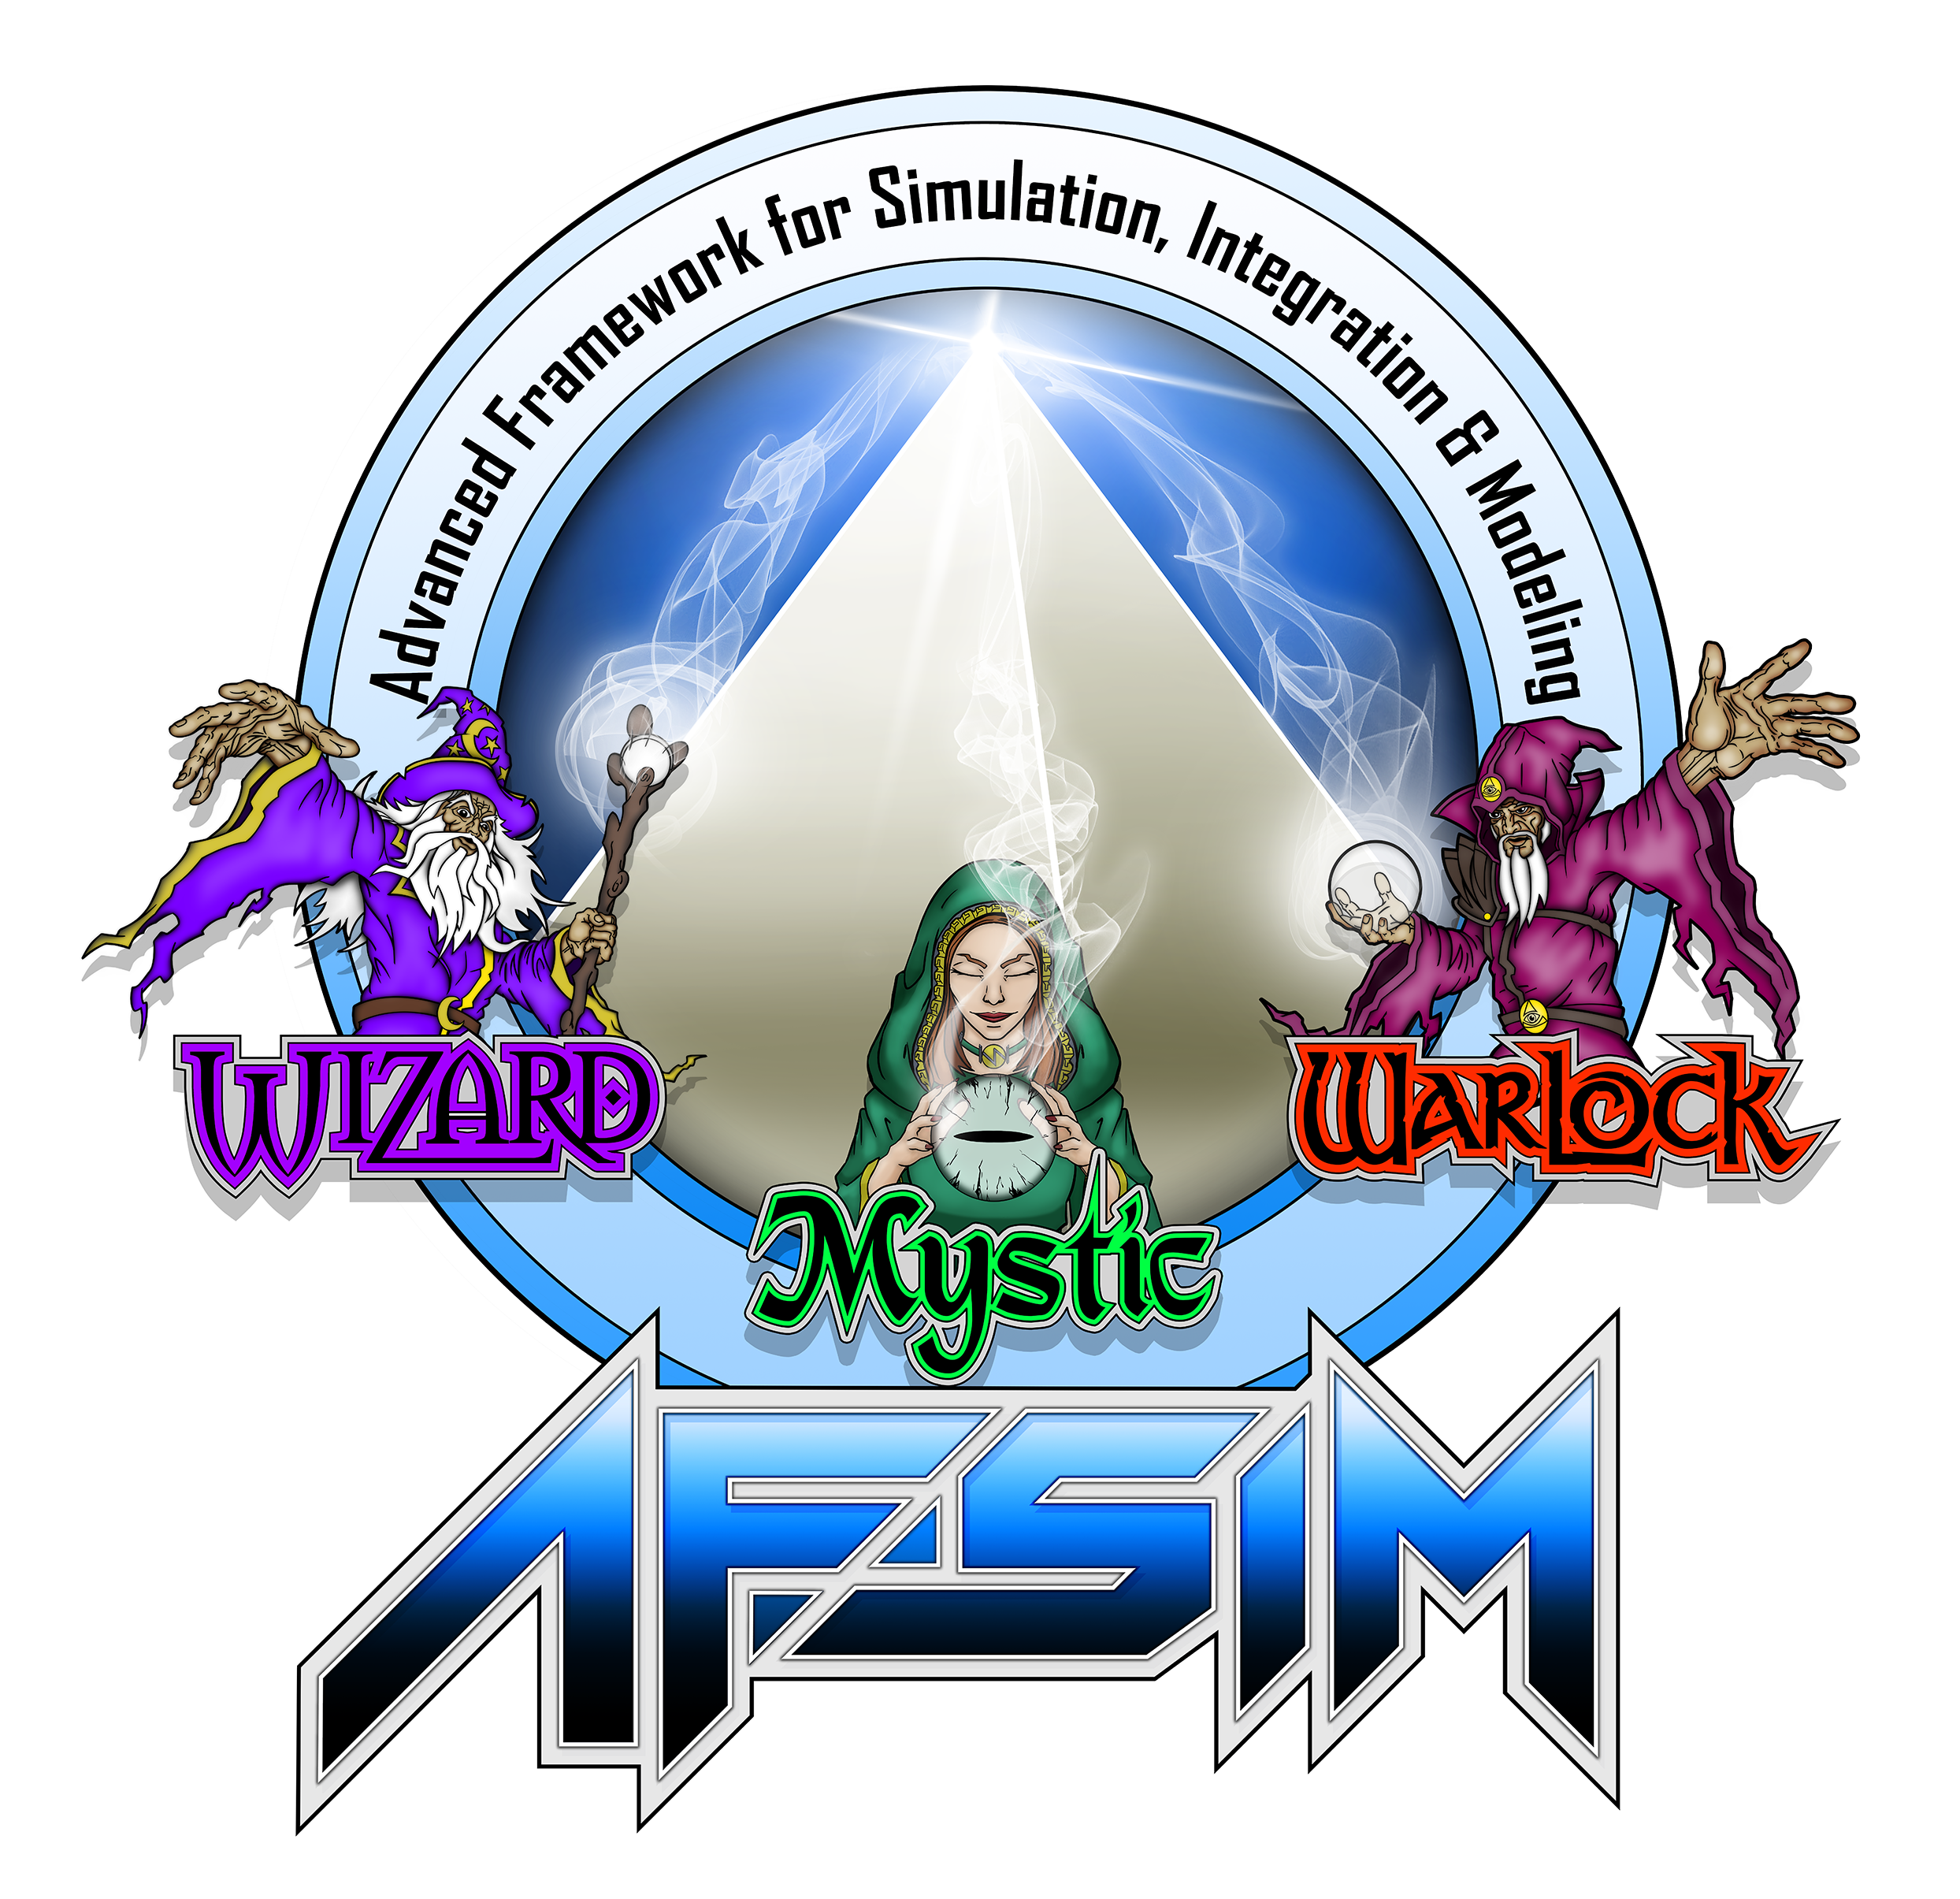 Advanced Framework for Simulation, Integration & Modeling
WIZARD
WARLOCK
Mystic
AFSIM